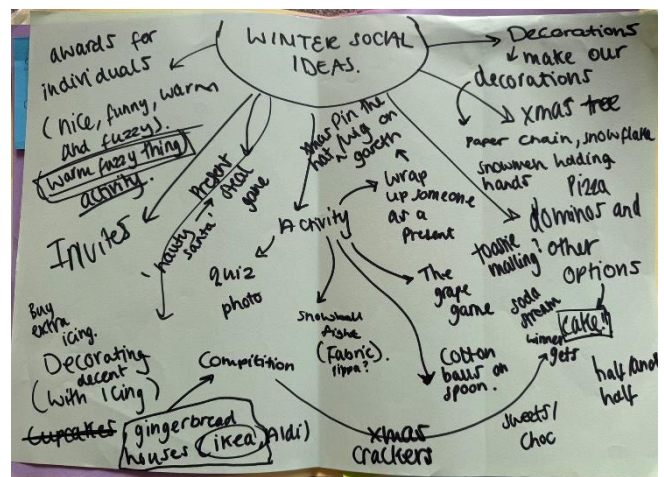 WINTER SOCIAL
IDEAS.
awards for
individuals
(nice, funny, warm
and fuzzy).
(warm fuzzy thing)
activity.
Invites
'naughty
santa'
Present
steal
game
xmas pin the
hat / wig on
gareth
Activity
wrap
up someone
as a
present
Quiz
photo
Snowball
fight
(Fabric).
The
grape
game
Cotton
balls on
spoon.
Decorations
make our
decorations
xmas tree
paper chain, snowflake
snowmen holding
hands
Pizza
dominos and
other
options
toastie
making?
soda
stream
cake!!
winner
gets
half/and
half
sweets/
choc
xmas
crackers
Compitition
Buy
extra
icing.
Decorating
decent
(with icing)
Cupcakes
gingerbread
houses (ikea, Aldi)